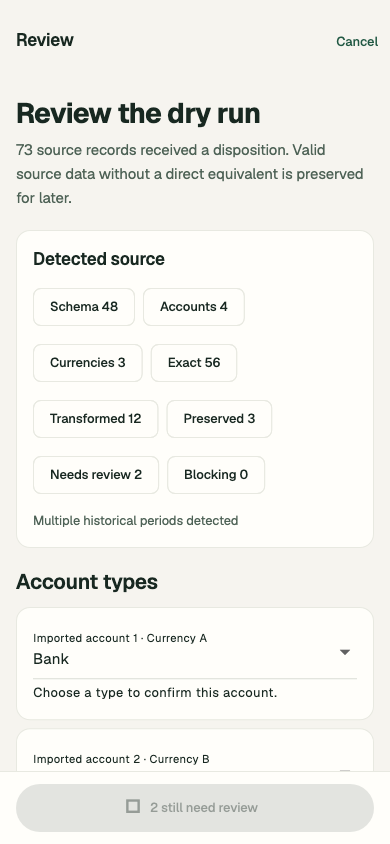 Review
Cancel
Review the dry run
73 source records received a disposition. Valid
source data without a direct equivalent is preserved
for later.
Detected source
Schema 48
Accounts 4
Currencies 3
Exact 56
Transformed 12
Preserved 3
Needs review 2
Blocking 0
Multiple historical periods detected
Account types
Imported account 1 · Currency A
Bank
Choose a type to confirm this account.
Imported account 2 · Currency B
2 still need review